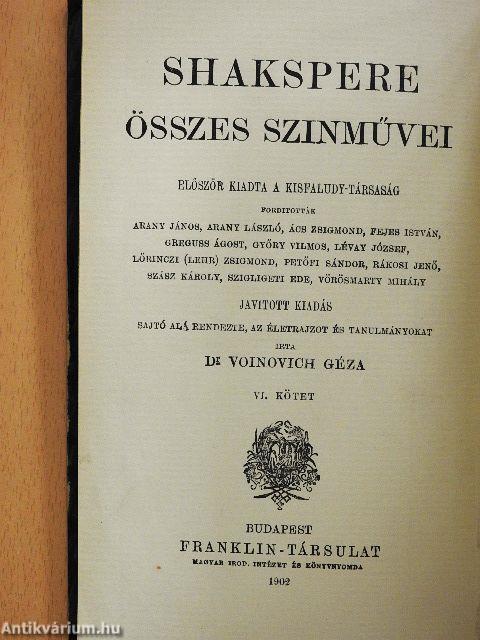 SHAKSPERE
ÖSSZES SZINMŰVEI
ELŐSZÖR KIADTA A KISFALUDY-TÁRSASÁG
FORDITOTTÁK
ARANY JÁNOS, ARANY LÁSZLÓ, ÁCS ZSIGMOND, FEJES ISTVÁN,
GREGUSS ÁGOST, GYŐRY VILMOS, LÉVAY JÓZSEF,
LŐRINCZI (LEHR) ZSIGMOND, PETŐFI SÁNDOR, RÁKOSI JENŐ,
SZÁSZ KÁROLY, SZIGLIGETI EDE, VÖRÖSMARTY MIHÁLY
JAVITOTT KIADÁS
SAJTÓ ALÁ RENDEZTE, AZ ÉLETRAJZOT ÉS TANULMÁNYOKAT
IRTA
DR VOINOVICH GÉZA
VI. KÖTET
BUDAPEST
FRANKLIN-TÁRSULAT
MAGYAR IROD. INTÉZET ÉS KÖNYVNYOMDA
1902
Antikvárium.hu